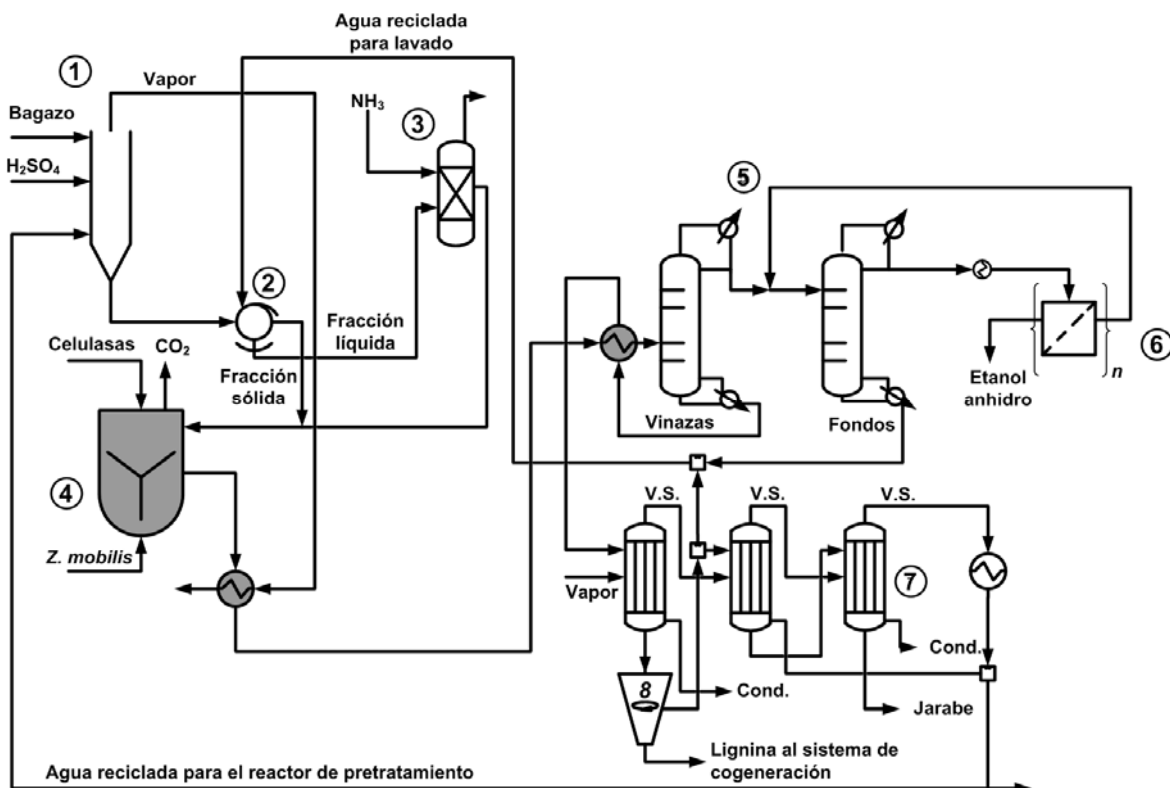 Agua reciclada
para lavado
1
Vapor
Bagazo
H₂SO₄
NH₃
3
2
Fracción
líquida
Celulasas
CO₂
Fracción
sólida
4
Z. mobilis
5
6
n
Etanol
anhidro
Vinazas
Fondos
V.S.
V.S.
V.S.
Vapor
7
Cond.
8
Cond.
Jarabe
Lignina al sistema de
cogeneración
Agua reciclada para el reactor de pretratamiento